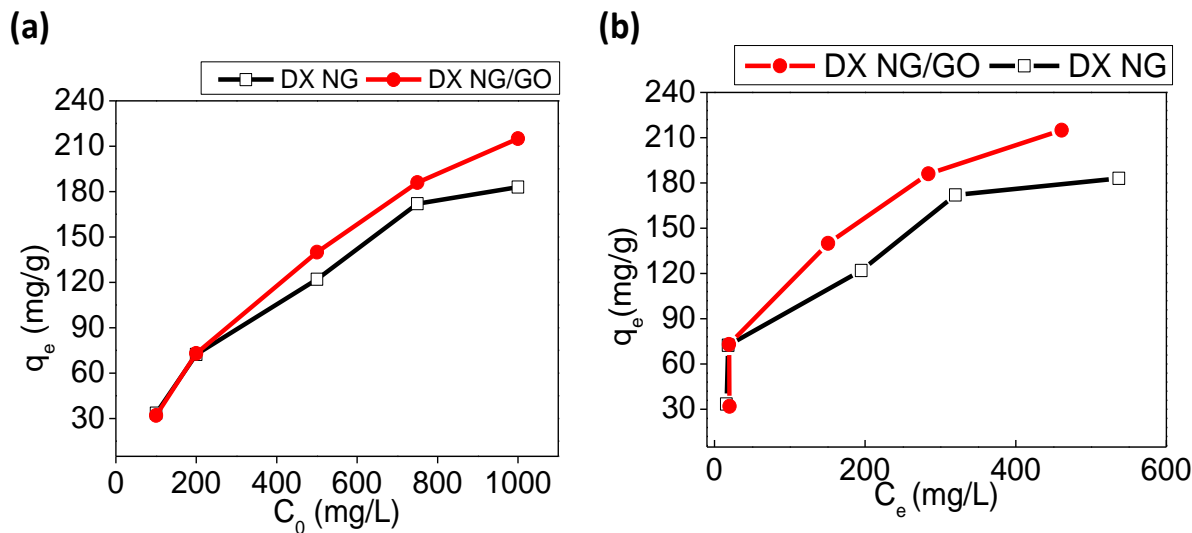 (a)
DX NG DX NG/GO
240
210
180
150
120
90
60
30
qe (mg/g)
0 200 400 600 800 1000
C0 (mg/L)
(b)
DX NG/GO DX NG
240
210
180
150
120
90
60
30
qe(mg/g)
0 200 400 600
Ce (mg/L)